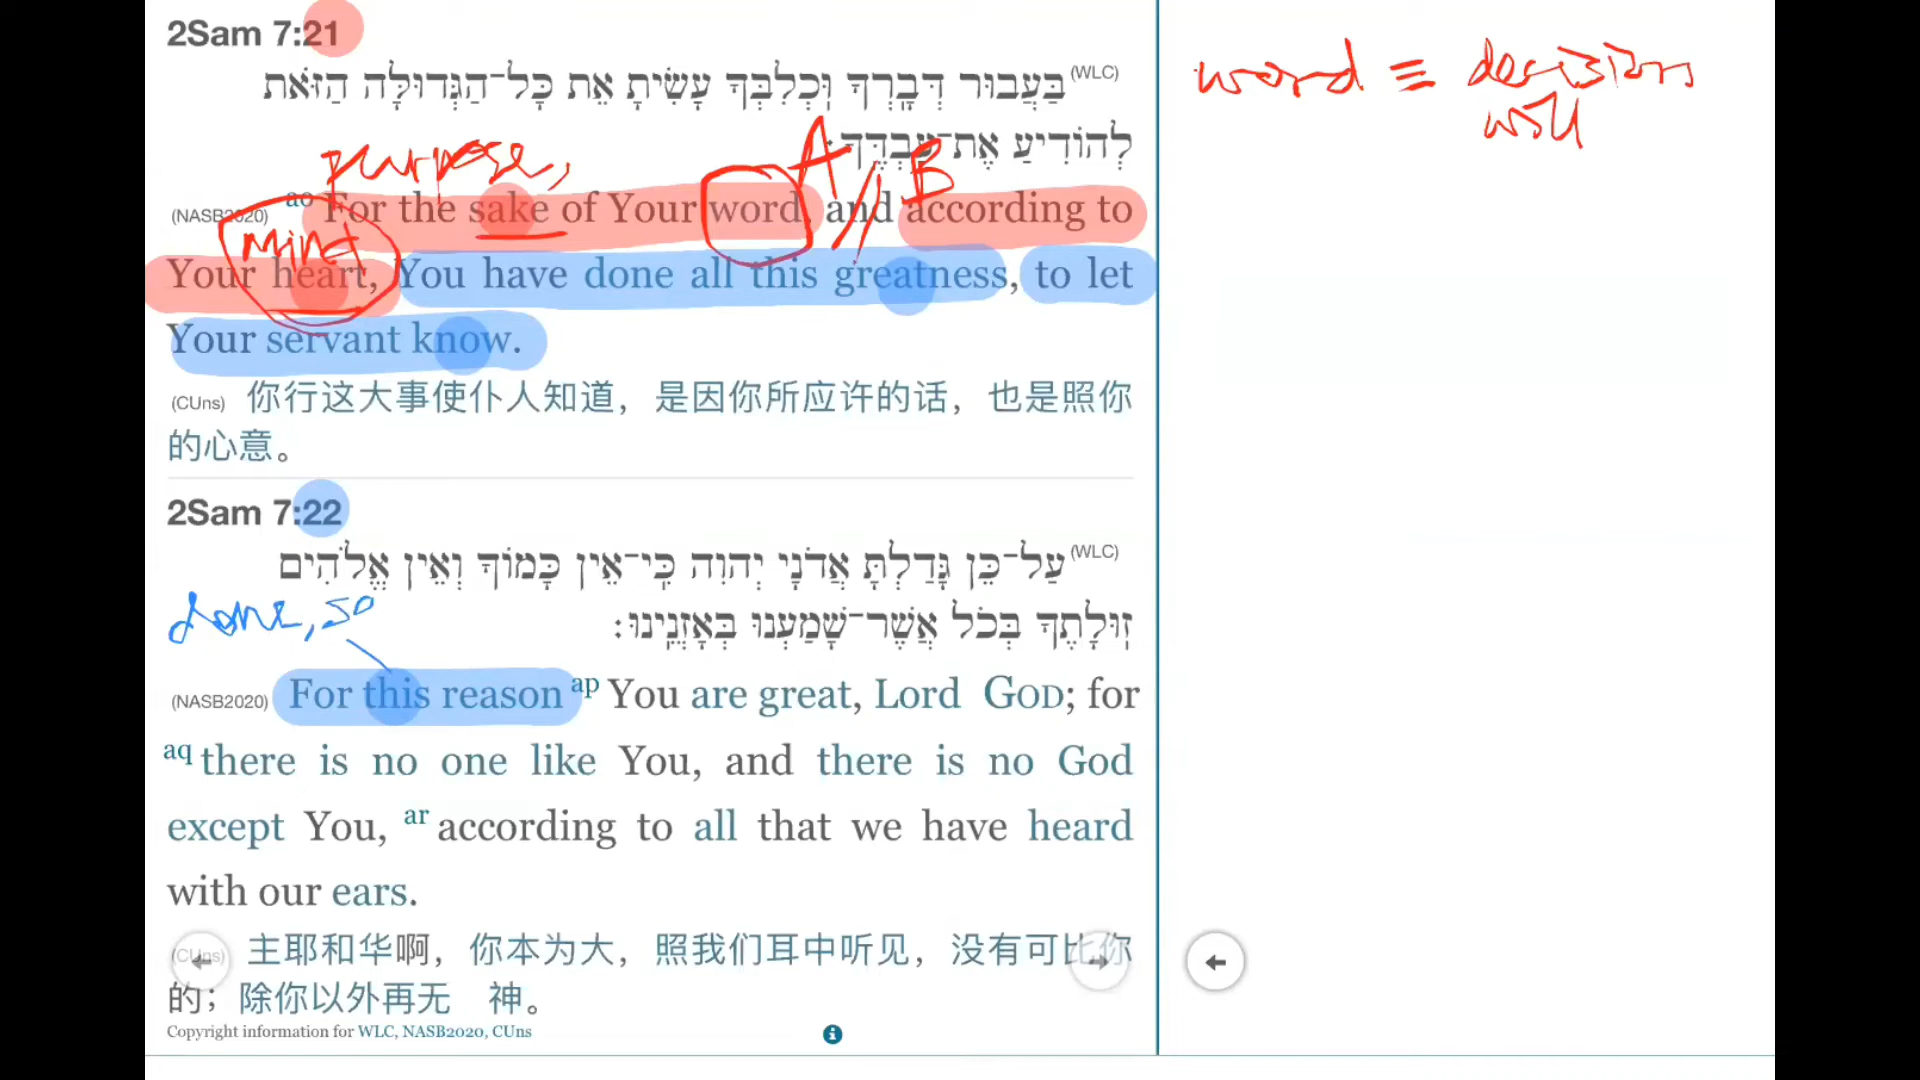 2Sam 7:21
(WLC) בַּעֲבוּר דְּבָרְךָ וּֽכְלִבְּךָ עָשִׂיתָ אֵת כָּל־הַגְּדוּלָּה הַזֹּאת
לְהוֹדִיעַ אֶת־עַבְדֶּֽךָ׃
purpose,
A // B
(NASB2020) ao For the sake of Your word, and according to
mind
Your heart, You have done all this greatness, to let
Your servant know.
(CUns) 你行这大事使仆人知道，是因你所应许的话，也是照你
的心意。
2Sam 7:22
(WLC) עַל־כֵּן גָּדַלְתָּ אֲדֹנָי יְהוִה כִּֽי־אֵין כָּמוֹךָ וְאֵין אֱלֹהִים
זֽוּלָתֶךָ בְּכֹל אֲשֶׁר־שָׁמַעְנוּ בְּאָזְנֵֽינוּ׃
done, so
(NASB2020) For this reason ap You are great, Lord GOD; for
aq there is no one like You, and there is no God
except You, ar according to all that we have heard
with our ears.
(CUns) 主耶和华啊，你本为大，照我们耳中听见，没有可比你
的；除你以外再无 神。
Copyright information for WLC, NASB2020, CUns
word ≡ decision
will